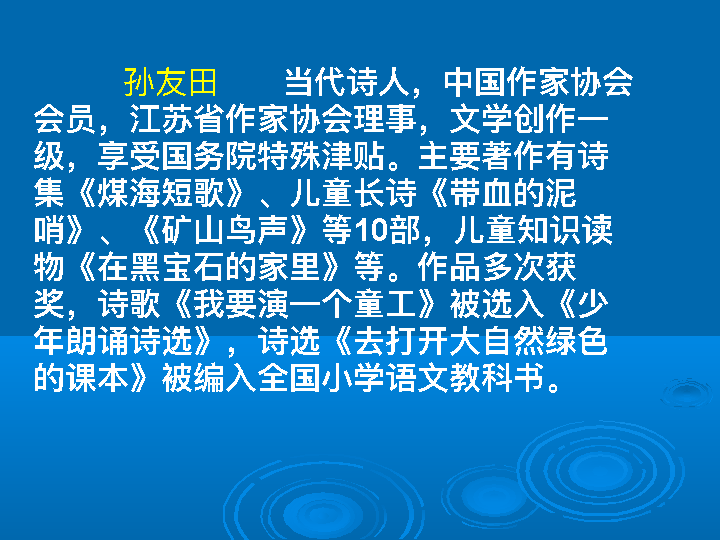 孙友田　　当代诗人，中国作家协会
会员，江苏省作家协会理事，文学创作一
级，享受国务院特殊津贴。主要著作有诗
集《煤海短歌》、儿童长诗《带血的泥
哨》、《矿山鸟声》等10部，儿童知识读
物《在黑宝石的家里》等。作品多次获
奖，诗歌《我要演一个童工》被选入《少
年朗诵诗选》，诗选《去打开大自然绿色
的课本》被编入全国小学语文教科书。